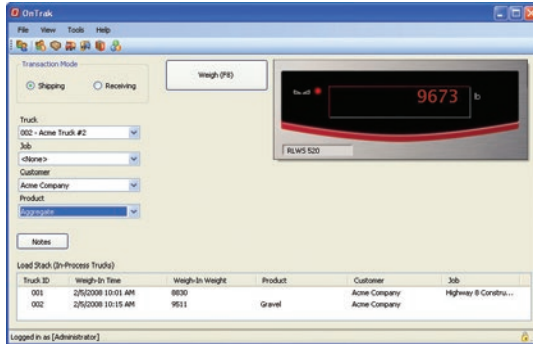 OnTrak
File View Tools Help
Transaction Mode
Shipping Receiving
Weigh (F8)
9673 lb
RLWS 520
Truck
002 - Acme Truck #2
Job
<None>
Customer
Acme Company
Product
Aggregate
Notes
Load Stack (In-Process Trucks)
Truck ID Weigh-In Time Weigh-In Weight Product Customer Job
001 2/5/2008 10:01 AM 8830 Acme Company Highway 8 Constru...
002 2/5/2008 10:15 AM 9511 Gravel Acme Company
Logged in as [Administrator]